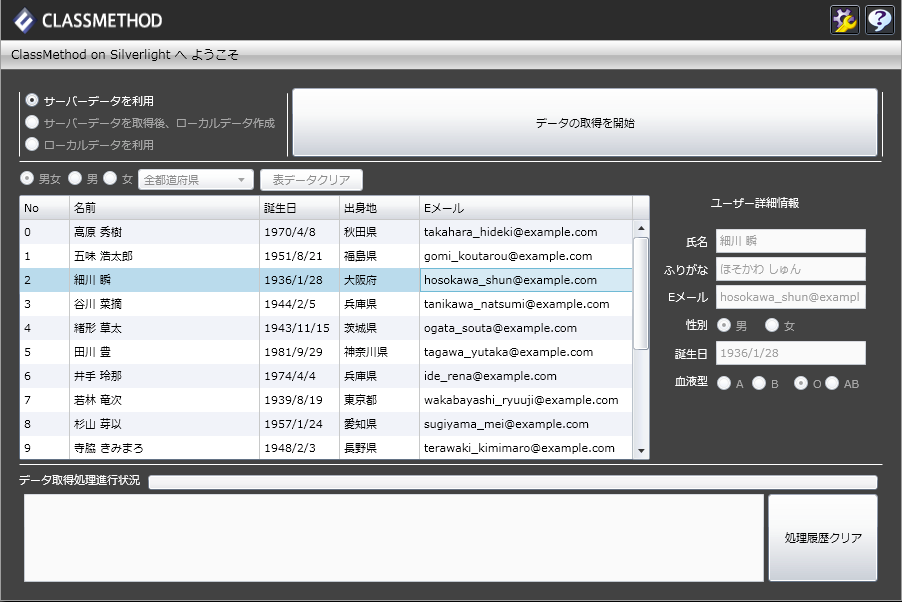 CLASSMETHOD
ClassMethod on Silverlight へ ようこそ
サーバーデータを利用
サーバーデータを取得後、ローカルデータ作成
ローカルデータを利用
データの取得を開始
男女 男 女 全都道府県 表データクリア
No 名前 誕生日 出身地 Eメール
0 高原 秀樹 1970/4/8 秋田県 takahara_hideki@example.com
1 五味 浩太郎 1951/8/21 福島県 gomi_koutarou@example.com
2 細川 瞬 1936/1/28 大阪府 hosokawa_shun@example.com
3 谷川 菜摘 1944/2/5 兵庫県 tanikawa_natsumi@example.com
4 緒形 草太 1943/11/15 茨城県 ogata_souta@example.com
5 田川 豊 1981/9/29 神奈川県 tagawa_yutaka@example.com
6 井手 玲那 1974/4/4 兵庫県 ide_rena@example.com
7 若林 竜次 1939/8/19 東京都 wakabayashi_ryuuji@example.com
8 杉山 芽以 1957/1/24 愛知県 sugiyama_mei@example.com
9 寺脇 きみまろ 1948/2/3 長野県 terawaki_kimimaro@example.com
ユーザー詳細情報
氏名 細川 瞬
ふりがな ほそかわ しゅん
Eメール hosokawa_shun@exampl
性別 男 女
誕生日 1936/1/28
血液型 A B O AB
データ取得処理進行状況
処理履歴クリア